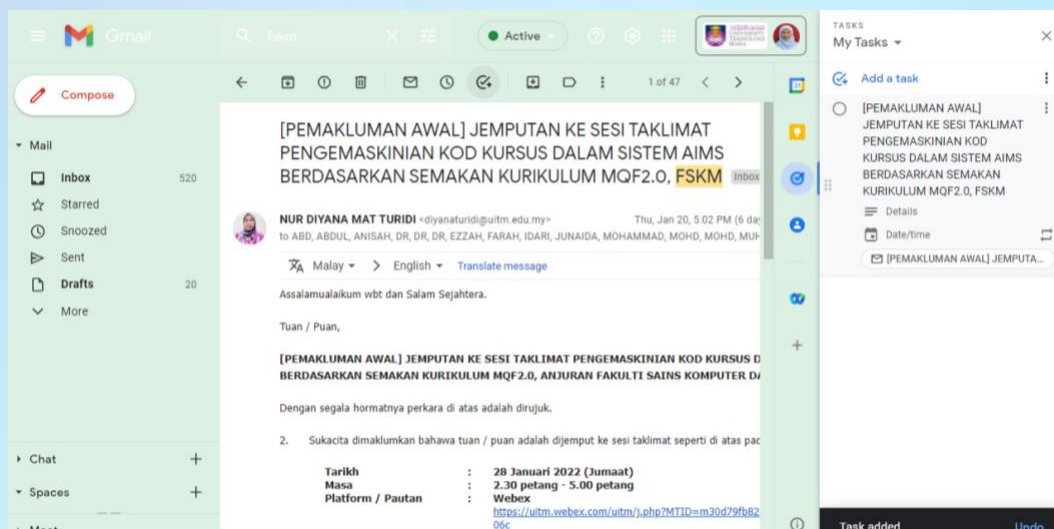 Gmail
fskm
Active
UNIVERSITI
TEKNOLOGI
MARA
Compose
Mail
Inbox 520
Starred
Snoozed
Sent
Drafts 20
More
Chat
Spaces
1 of 47
[PEMAKLUMAN AWAL] JEMPUTAN KE SESI TAKLIMAT
PENGEMASKINIAN KOD KURSUS DALAM SISTEM AIMS
BERDASARKAN SEMAKAN KURIKULUM MQF2.0, FSKM Inbox
NUR DIYANA MAT TURIDI <diyanaturidi@uitm.edu.my> Thu, Jan 20, 5:02 PM (6 da
to ABD, ABDUL, ANISAH, DR, DR, DR, EZZAH, FARAH, IDARI, JUNAIDA, MOHAMMAD, MOHD, MOHD, MUH
Malay > English Translate message
Assalamualaikum wbt dan Salam Sejahtera.
Tuan / Puan,
[PEMAKLUMAN AWAL] JEMPUTAN KE SESI TAKLIMAT PENGEMASKINIAN KOD KURSUS D
BERDASARKAN SEMAKAN KURIKULUM MQF2.0, ANJURAN FAKULTI SAINS KOMPUTER DA
Dengan segala hormatnya perkara di atas adalah dirujuk.
2. Sukacita dimaklumkan bahawa tuan / puan adalah dijemput ke sesi taklimat seperti di atas pad
Tarikh : 28 Januari 2022 (Jumaat)
Masa : 2.30 petang - 5.00 petang
Platform / Pautan : Webex
https://uitm.webex.com/uitm/j.php?MTID=m30d79fb82
06c
TASKS
My Tasks
Add a task
[PEMAKLUMAN AWAL]
JEMPUTAN KE SESI TAKLIMAT
PENGEMASKINIAN KOD
KURSUS DALAM SISTEM AIMS
BERDASARKAN SEMAKAN
KURIKULUM MQF2.0, FSKM
Details
Date/time
[PEMAKLUMAN AWAL] JEMPUTA...
Task added Undo